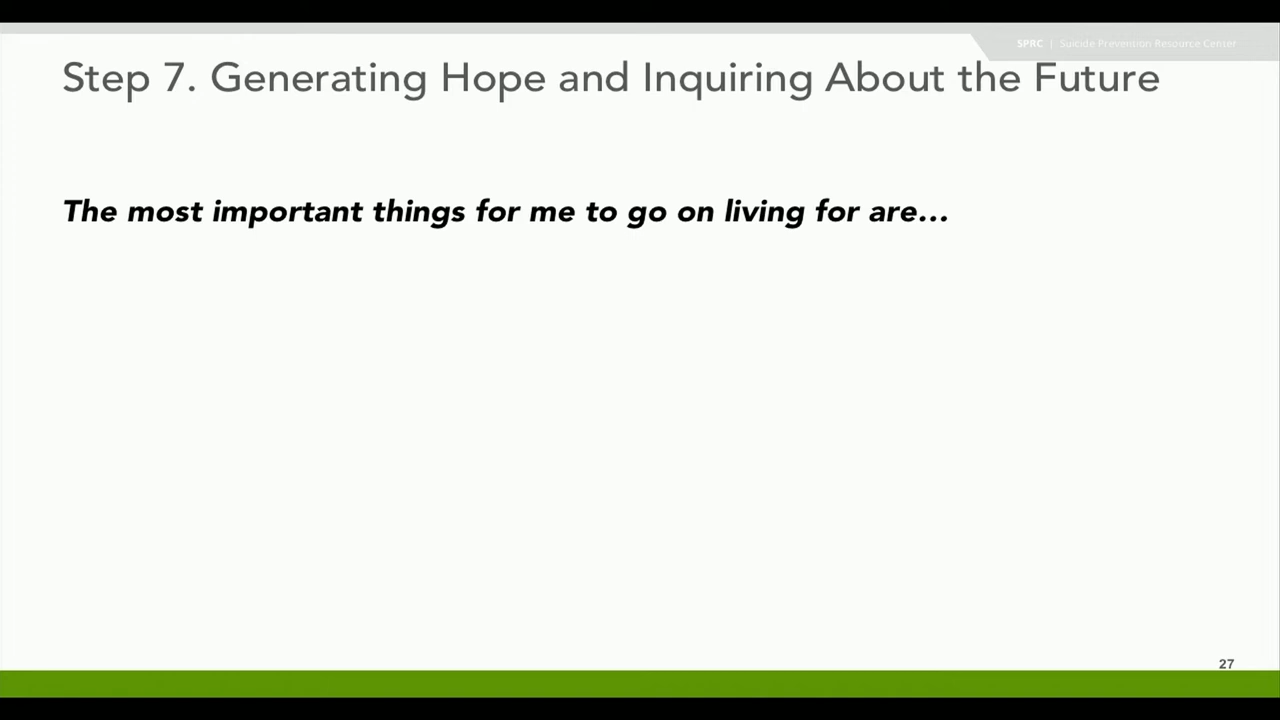 SPRC | Suicide Prevention Resource Center
Step 7. Generating Hope and Inquiring About the Future
The most important things for me to go on living for are...
27